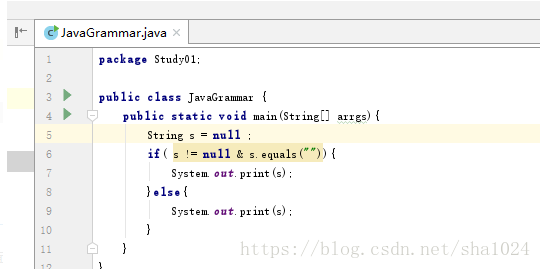 JavaGrammar.java ×
1 package Study01;
2
3 public class JavaGrammar {
4 public static void main(String[] arrgs){
5 String s = null ;
6 if( s != null & s.equals("")){
7 System.out.print(s);
8 }else{
9 System.out.print(s);
10 }
11 }
12 }
https://blog.csdn.net/sha1024